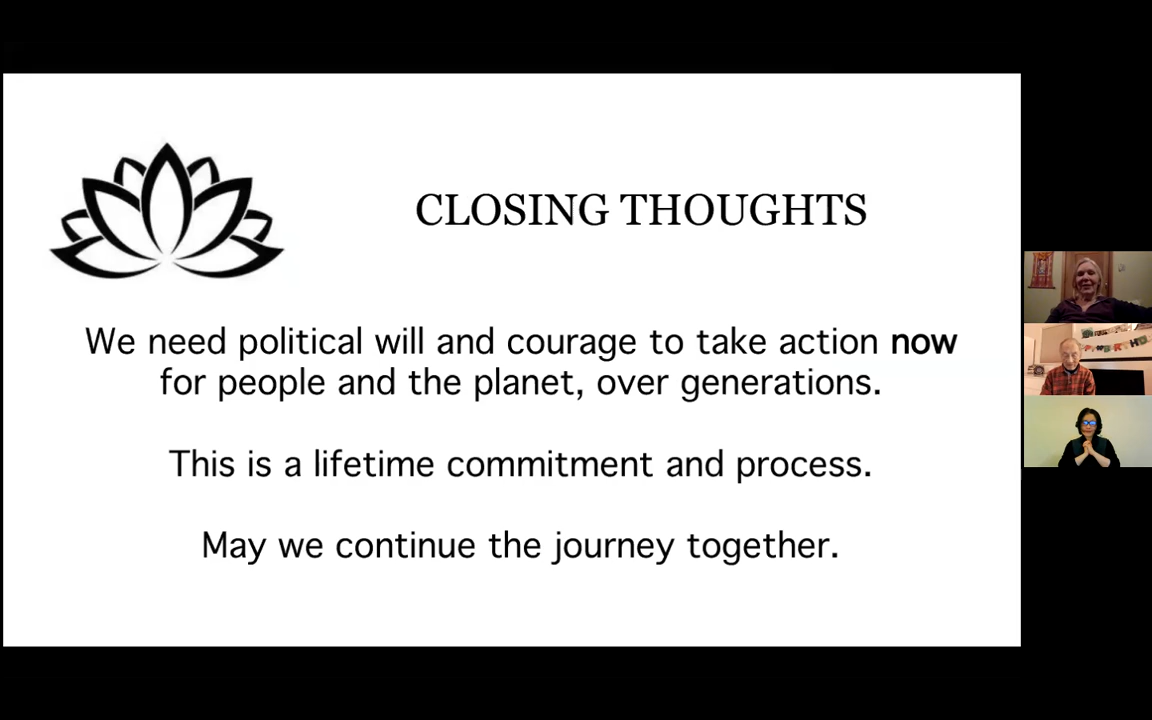 CLOSING THOUGHTS
We need political will and courage to take action now
for people and the planet, over generations.
This is a lifetime commitment and process.
May we continue the journey together.